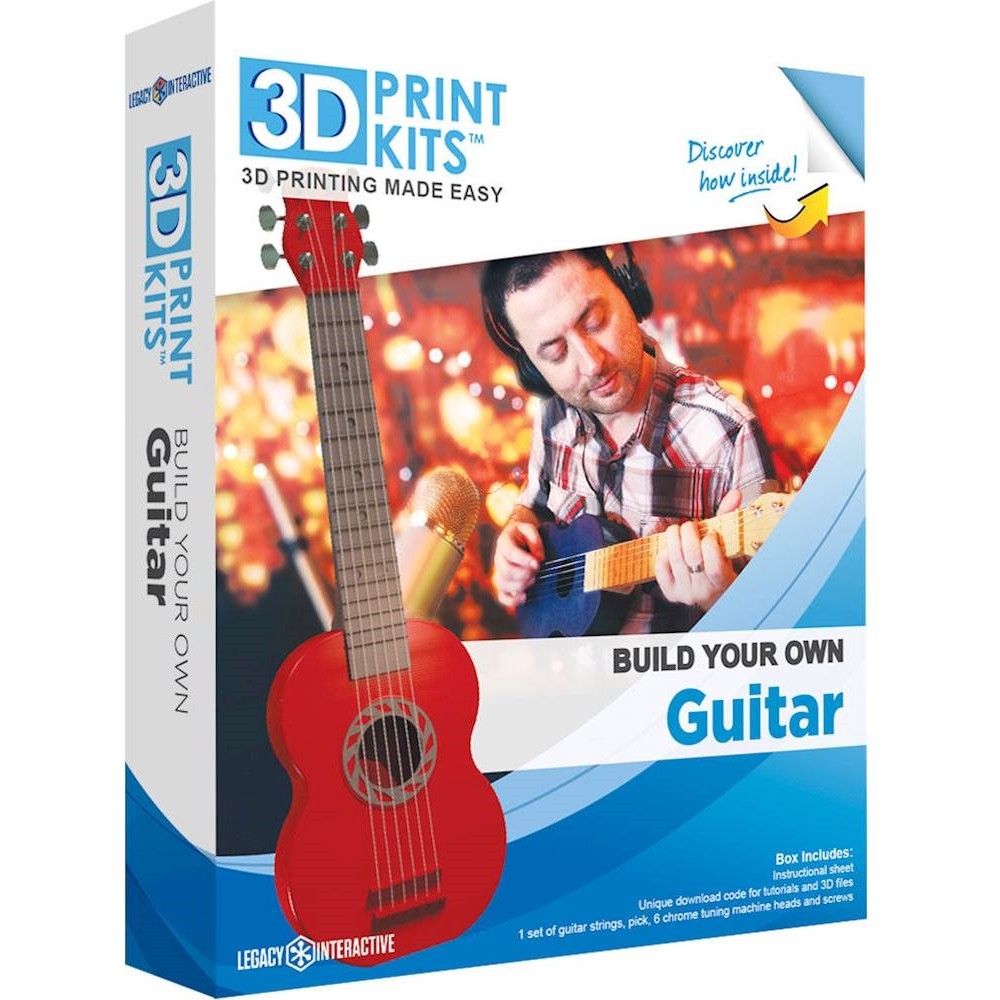 LEGACY INTERACTIVE
3D PRINT
KITS™
BUILD YOUR OWN
Guitar
3D PRINT
KITS™
3D PRINTING MADE EASY
Discover
how inside!
BUILD YOUR OWN
Guitar
Box Includes:
Instructional sheet
Unique download code for tutorials and 3D files
1 set of guitar strings, pick, 6 chrome tuning machine heads and screws
LEGACY INTERACTIVE